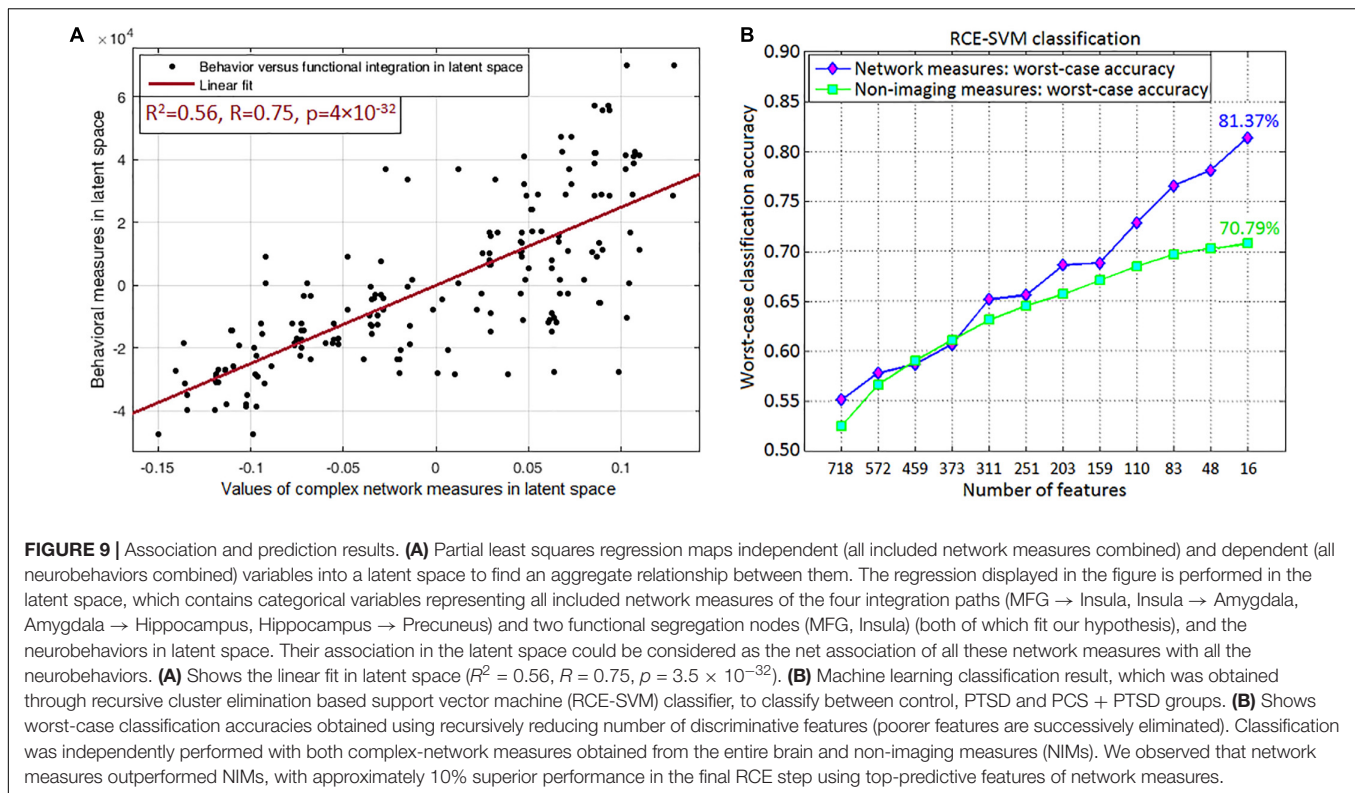 A
×10⁴
Behavior versus functional integration in latent space
Linear fit
R²=0.56, R=0.75, p=4×10⁻³²
6
4
2
0
-2
-4
Behavioral measures in latent space
-0.15 -0.1 -0.05 0 0.05 0.1
Values of complex network measures in latent space
B
RCE-SVM classification
Network measures: worst-case accuracy
Non-imaging measures: worst-case accuracy
81.37%
70.79%
0.90
0.85
0.80
0.75
0.70
0.65
0.60
0.55
0.50
Worst-case classification accuracy
718 572 459 373 311 251 203 159 110 83 48 16
Number of features
FIGURE 9 | Association and prediction results. (A) Partial least squares regression maps independent (all included network measures combined) and dependent (all
neurobehaviors combined) variables into a latent space to find an aggregate relationship between them. The regression displayed in the figure is performed in the
latent space, which contains categorical variables representing all included network measures of the four integration paths (MFG → Insula, Insula → Amygdala,
Amygdala → Hippocampus, Hippocampus → Precuneus) and two functional segregation nodes (MFG, Insula) (both of which fit our hypothesis), and the
neurobehaviors in latent space. Their association in the latent space could be considered as the net association of all these network measures with all the
neurobehaviors. (A) Shows the linear fit in latent space (R² = 0.56, R = 0.75, p = 3.5 × 10⁻³²). (B) Machine learning classification result, which was obtained
through recursive cluster elimination based support vector machine (RCE-SVM) classifier, to classify between control, PTSD and PCS + PTSD groups. (B) Shows
worst-case classification accuracies obtained using recursively reducing number of discriminative features (poorer features are successively eliminated). Classification
was independently performed with both complex-network measures obtained from the entire brain and non-imaging measures (NIMs). We observed that network
measures outperformed NIMs, with approximately 10% superior performance in the final RCE step using top-predictive features of network measures.